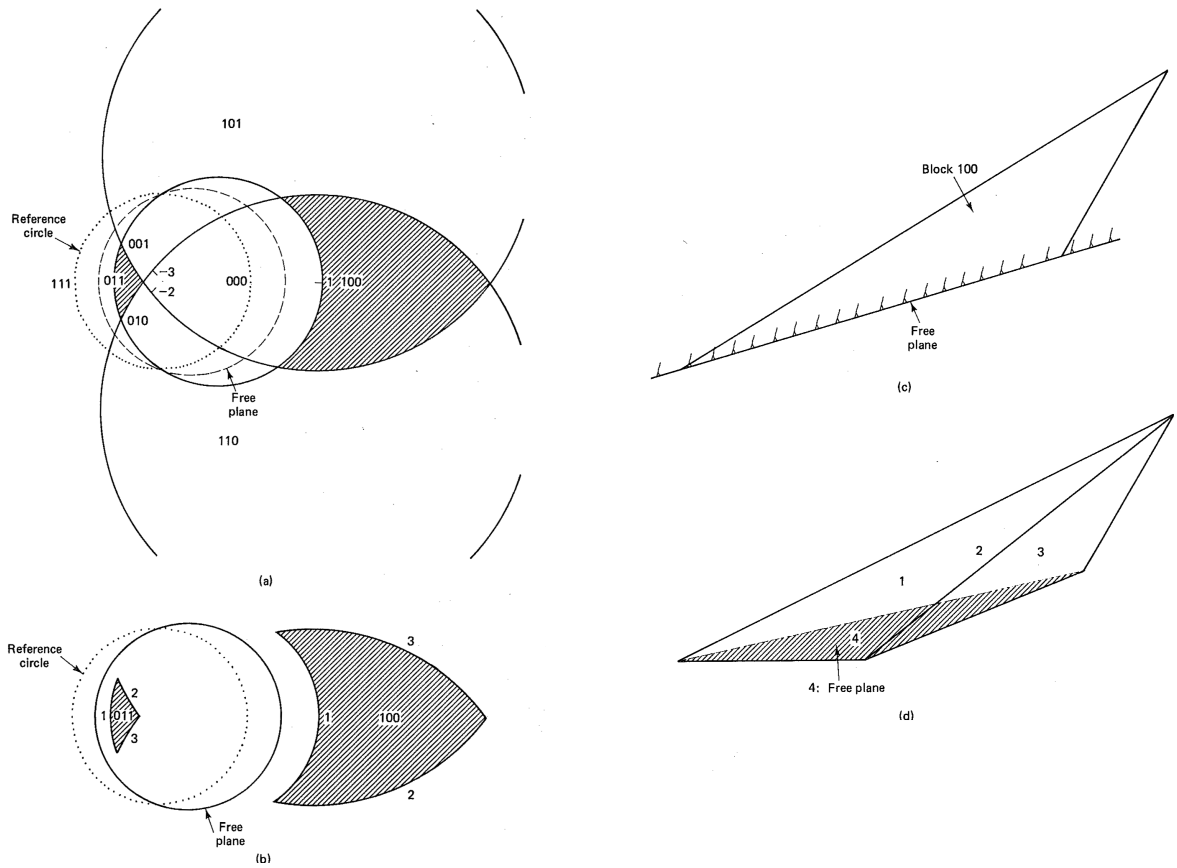 101
Reference
circle
001
111
011
-3
-2
000
1
100
010
Free
plane
110
(a)
Reference
circle
2
1
011
3
3
1
100
2
Free
plane
(b)
Block 100
Free
plane
(c)
1
2
3
4
4: Free plane
(d)